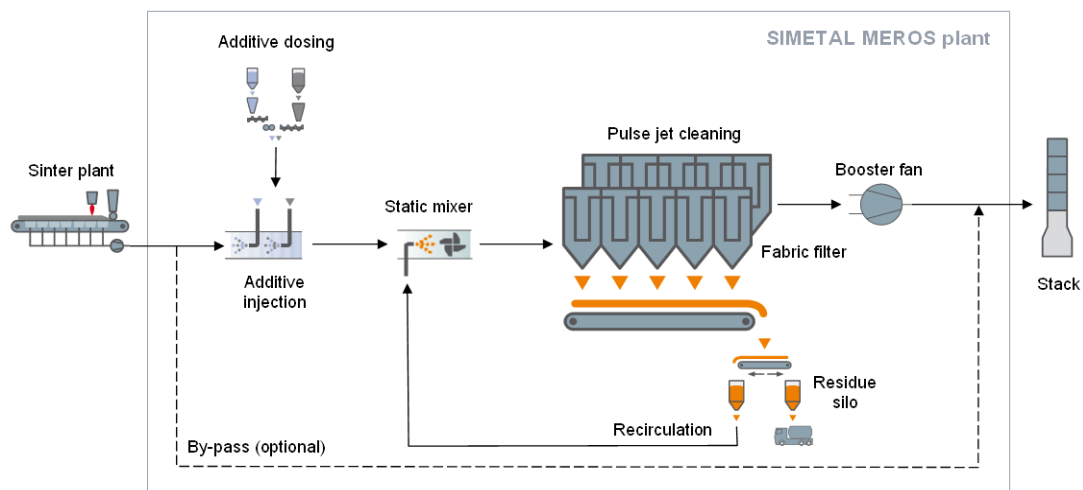 SIMETAL MEROS plant
Additive dosing
Pulse jet cleaning
Sinter plant
Booster fan
Static mixer
Fabric filter
Additive
injection
Stack
Residue
silo
Recirculation
By-pass (optional)